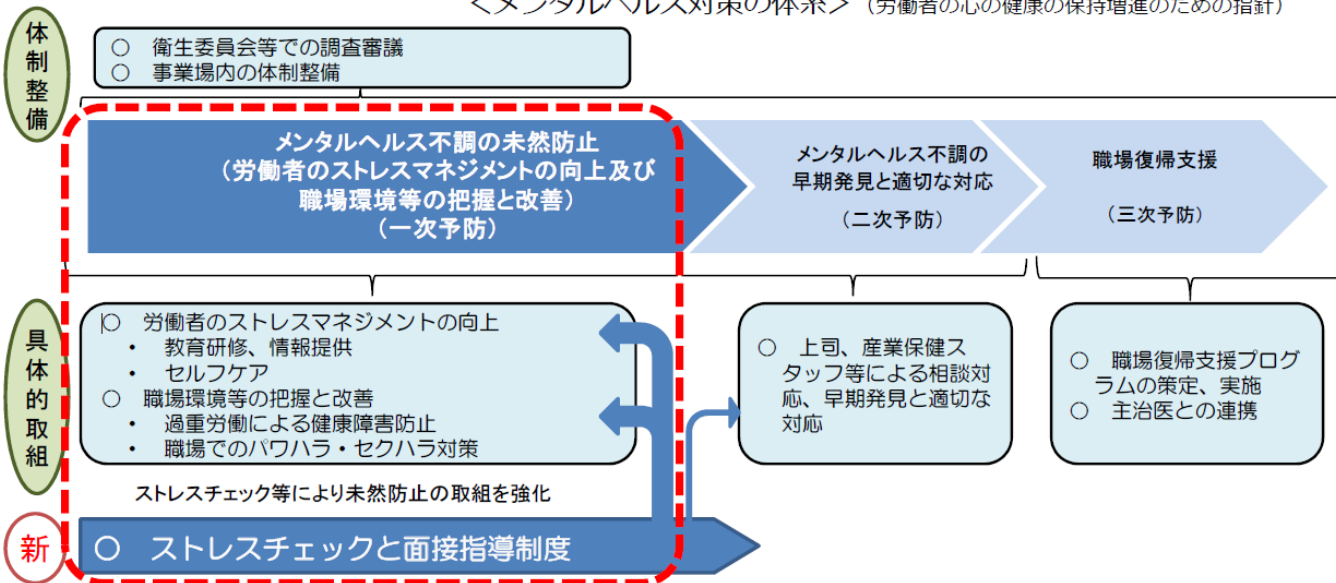 <メンタルヘルス対策の体系>（労働者の心の健康の保持増進のための指針）
体制整備
○ 衛生委員会等での調査審議
○ 事業場内の体制整備
メンタルヘルス不調の未然防止
（労働者のストレスマネジメントの向上及び
職場環境等の把握と改善）
（一次予防）
メンタルヘルス不調の
早期発見と適切な対応
（二次予防）
職場復帰支援
（三次予防）
具体的取組
○ 労働者のストレスマネジメントの向上
・ 教育研修、情報提供
・ セルフケア
○ 職場環境等の把握と改善
・ 過重労働による健康障害防止
・ 職場でのパワハラ・セクハラ対策
○ 上司、産業保健ス
タッフ等による相談対
応、早期発見と適切な
対応
○ 職場復帰支援プログ
ラムの策定、実施
○ 主治医との連携
ストレスチェック等により未然防止の取組を強化
新
○ ストレスチェックと面接指導制度